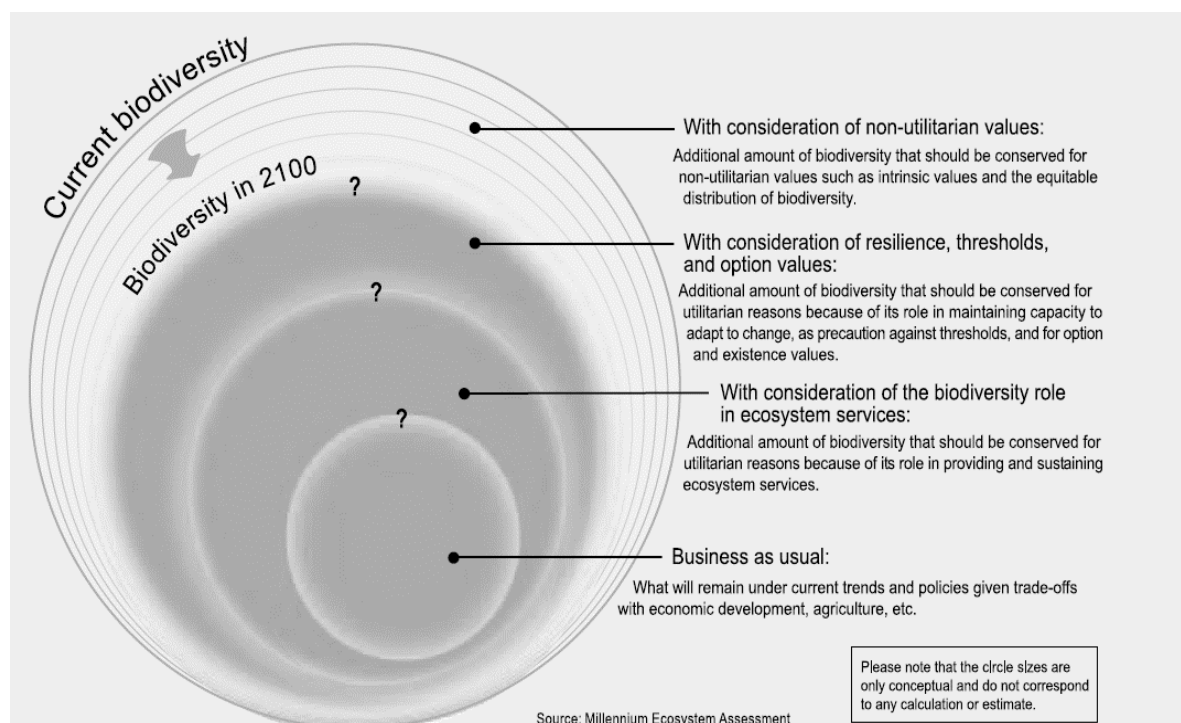 Current biodiversity
Biodiversity in 2100
?
?
?
With consideration of non-utilitarian values:
Additional amount of biodiversity that should be conserved for
non-utilitarian values such as intrinsic values and the equitable
distribution of biodiversity.
With consideration of resilience, thresholds,
and option values:
Additional amount of biodiversity that should be conserved for
utilitarian reasons because of its role in maintaining capacity to
adapt to change, as precaution against thresholds, and for option
and existence values.
With consideration of the biodiversity role
in ecosystem services:
Additional amount of biodiversity that should be conserved for
utilitarian reasons because of its role in providing and sustaining
ecosystem services.
Business as usual:
What will remain under current trends and policies given trade-offs
with economic development, agriculture, etc.
Please note that the circle sizes are
only conceptual and do not correspond
to any calculation or estimate.
Source: Millennium Ecosystem Assessment